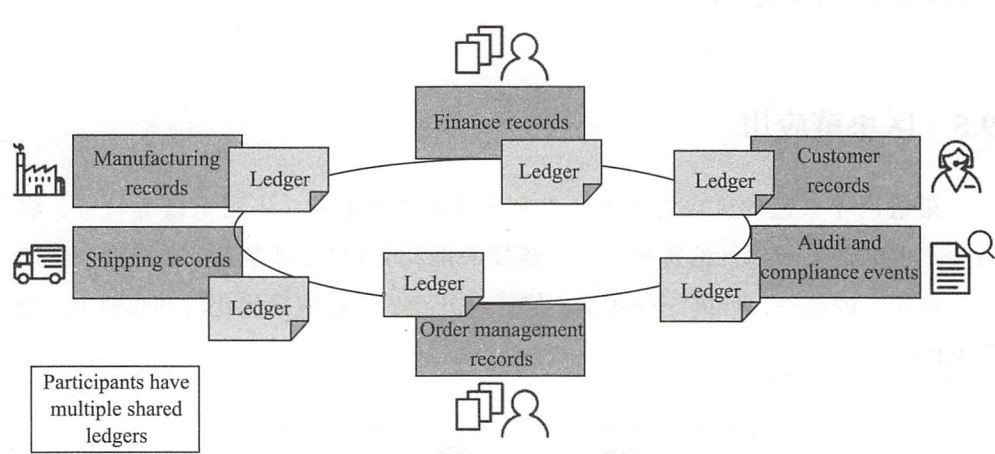 Finance records
Manufacturing
records
Ledger
Ledger
Ledger
Customer
records
Shipping records
Ledger
Ledger
Ledger
Audit and
compliance events
Order management
records
Participants have
multiple shared
ledgers